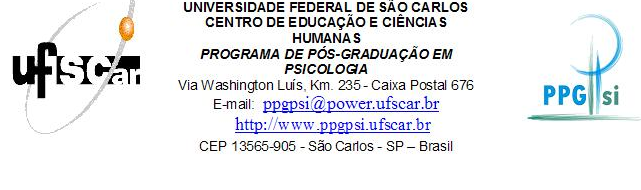 UNIVERSIDADE FEDERAL DE SÃO CARLOS
CENTRO DE EDUCAÇÃO E CIÊNCIAS
HUMANAS
PROGRAMA DE PÓS-GRADUAÇÃO EM
PSICOLOGIA
Via Washington Luís, Km. 235 - Caixa Postal 676
E-mail: ppgpsi@power.ufscar.br
http://www.ppgpsi.ufscar.br
CEP 13565-905 - São Carlos - SP – Brasil
ufscar
PPGpsi